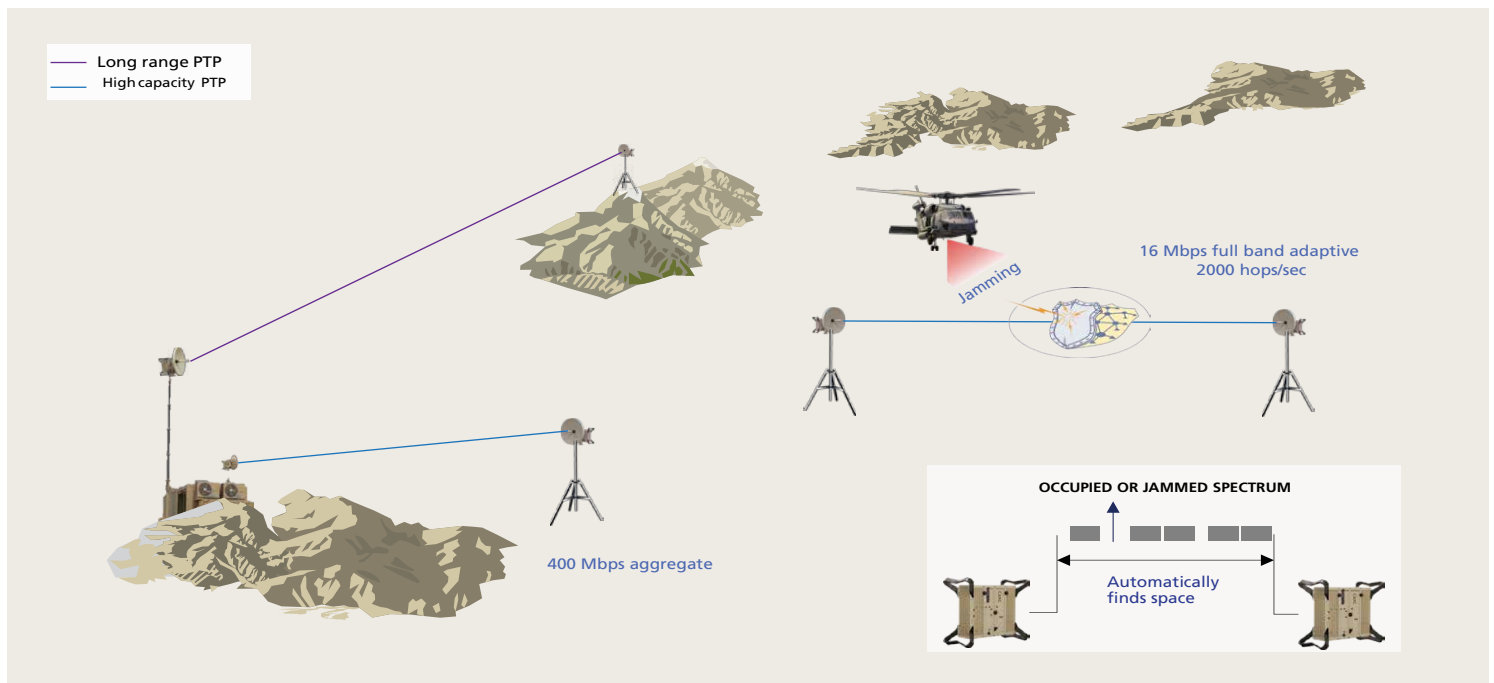 Long range PTP
High capacity PTP
Jamming
16 Mbps full band adaptive
2000 hops/sec
400 Mbps aggregate
OCCUPIED OR JAMMED SPECTRUM
Automatically
finds space